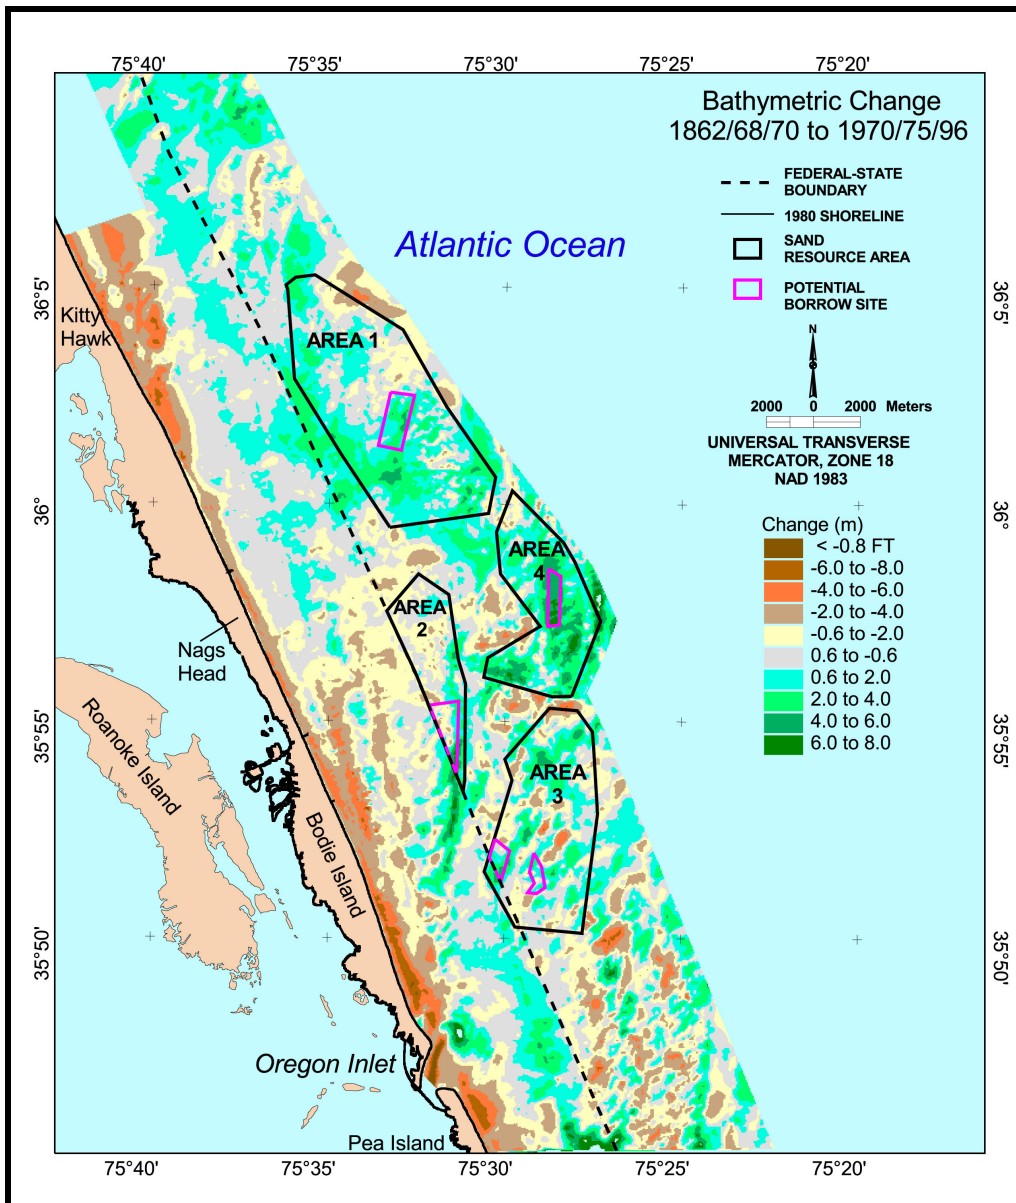 75°40'
75°35'
75°30'
75°25'
75°20'
Bathymetric Change
1862/68/70 to 1970/75/96
FEDERAL-STATE
BOUNDARY
1980 SHORELINE
SAND
RESOURCE AREA
POTENTIAL
BORROW SITE
N
2000 0 2000 Meters
UNIVERSAL TRANSVERSE
MERCATOR, ZONE 18
NAD 1983
Change (m)
< -0.8 FT
-6.0 to -8.0
-4.0 to -6.0
-2.0 to -4.0
-0.6 to -2.0
0.6 to -0.6
0.6 to 2.0
2.0 to 4.0
4.0 to 6.0
6.0 to 8.0
Atlantic Ocean
36°5'
36°5'
Kitty
Hawk
AREA 1
36°
36°
AREA
4
AREA
2
Nags
Head
Roanoke Island
35°55'
35°55'
AREA
3
Bodie Island
35°50'
35°50'
Oregon Inlet
Pea Island
75°40'
75°35'
75°30'
75°25'
75°20'